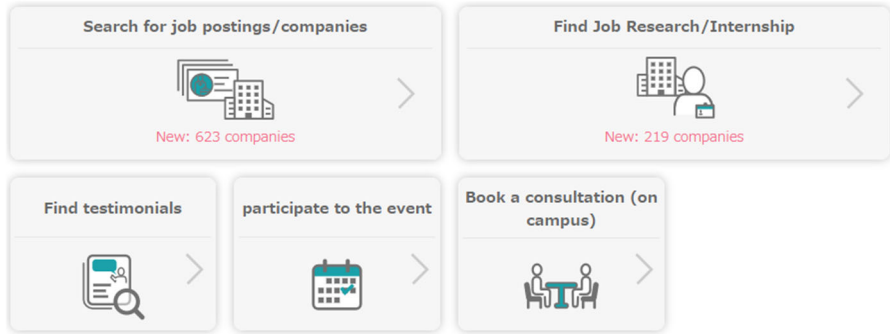 Search for job postings/companies
Find Job Research/Internship
New: 623 companies
New: 219 companies
Find testimonials
participate to the event
Book a consultation (on
campus)